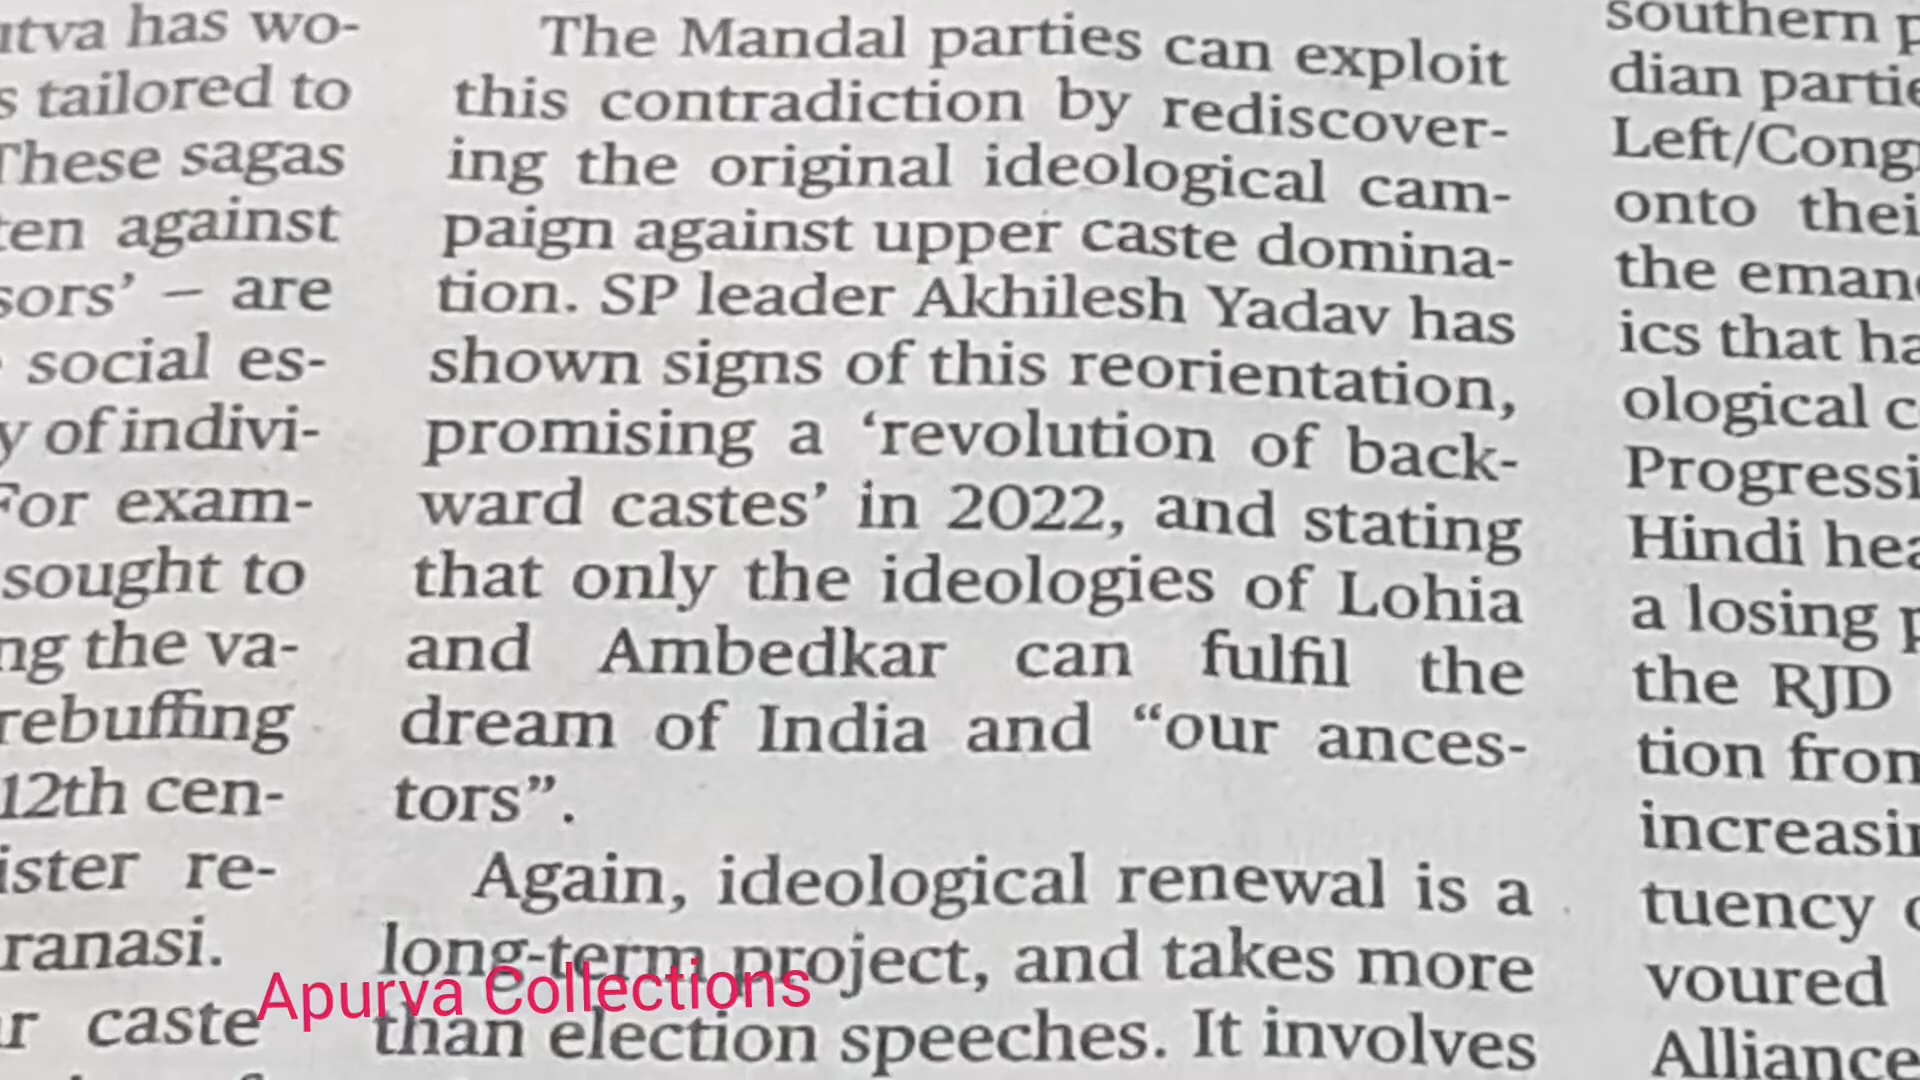 utva has wo-
s tailored to
These sagas
ten against
sors’ – are
social es-
y of indivi-
For exam-
sought to
ng the va-
rebuffing
12th cen-
ister re-
ranasi.
r caste
The Mandal parties can exploit
this contradiction by rediscover-
ing the original ideological cam-
paign against upper caste domina-
tion. SP leader Akhilesh Yadav has
shown signs of this reorientation,
promising a ‘revolution of back-
ward castes’ in 2022, and stating
that only the ideologies of Lohia
and Ambedkar can fulfil the
dream of India and “our ances-
tors”.
Again, ideological renewal is a
long-term project, and takes more
than election speeches. It involves
southern p
dian partie
Left/Cong
onto thei
the eman
ics that ha
ological c
Progressi
Hindi hea
a losing p
the RJD
tion from
increasin
tuency
voured
Alliance
Apurva Collections